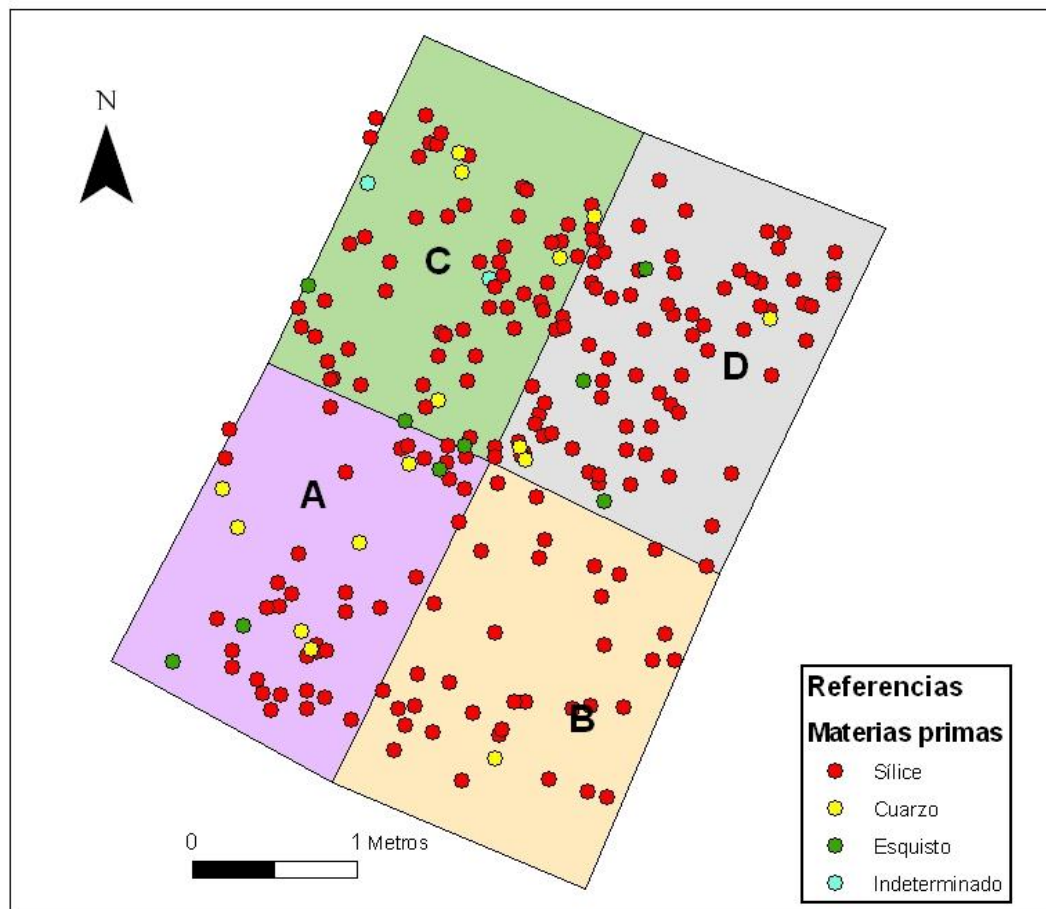 N
C
D
A
B
0 1 Metros
Referencias
Materias primas
Sílice
Cuarzo
Esquisto
Indeterminado